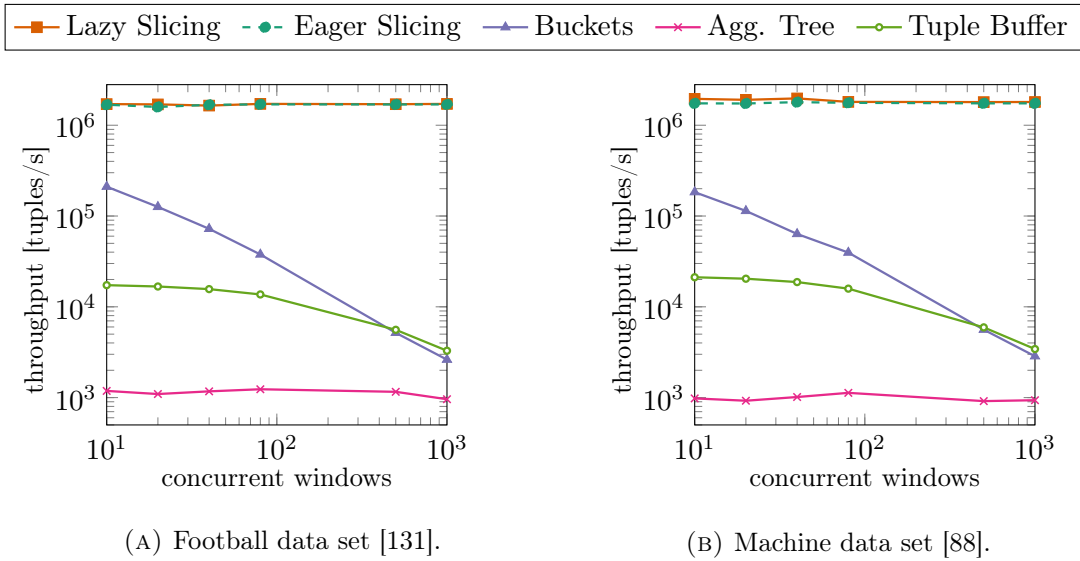 Lazy Slicing Eager Slicing Buckets Agg. Tree Tuple Buffer
throughput [tuples/s]
10^6
10^5
10^4
10^3
10^1 10^2 10^3
concurrent windows
(A) Football data set [131].
throughput [tuples/s]
10^6
10^5
10^4
10^3
10^1 10^2 10^3
concurrent windows
(B) Machine data set [88].